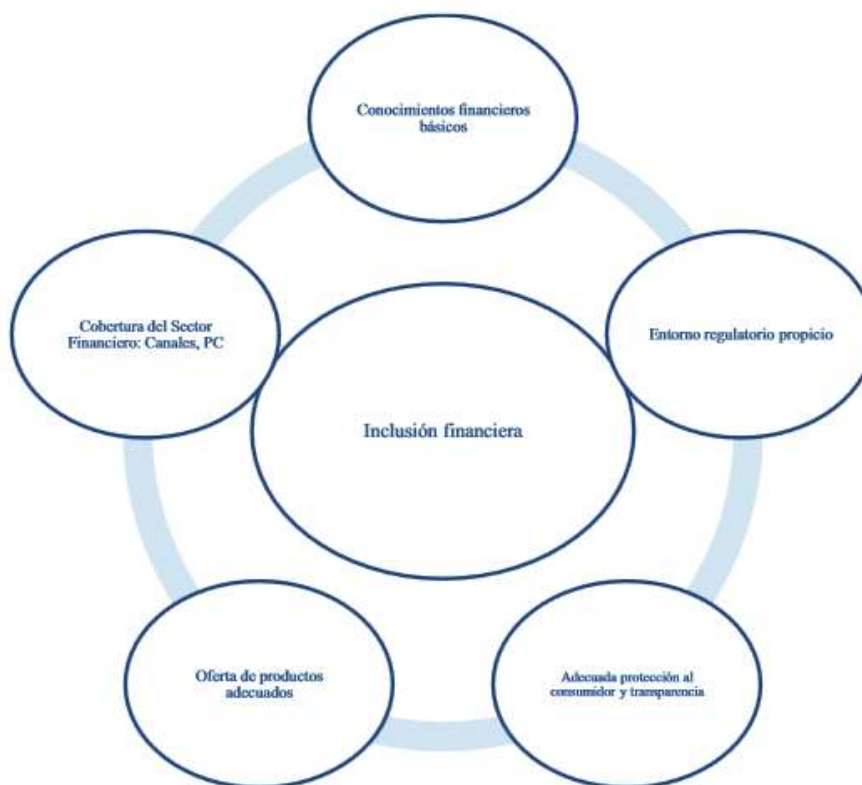 Conocimientos financieros
básicos
Cobertura del Sector
Financiero: Canales, PC
Entorno regulatorio propicio
Inclusión financiera
Oferta de productos
adecuados
Adecuada protección al
consumidor y transparencia